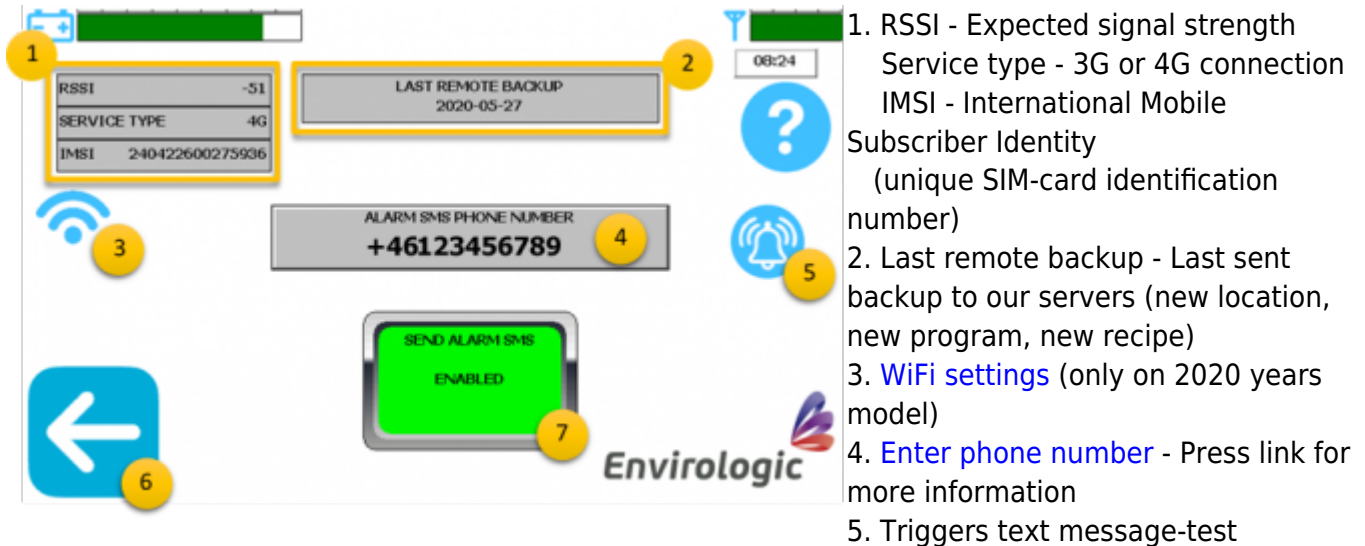 1
2
08:24
RSSI -51
SERVICE TYPE 4G
IMSI 240422600275936
LAST REMOTE BACKUP
2020-05-27
?
3
ALARM SMS PHONE NUMBER
+46123456789
4
5
SEND ALARM SMS
ENABLED
7
6
Envirologic
1. RSSI - Expected signal strength
Service type - 3G or 4G connection
IMSI - International Mobile
Subscriber Identity
(unique SIM-card identification
number)
2. Last remote backup - Last sent
backup to our servers (new location,
new program, new recipe)
3. WiFi settings (only on 2020 years
model)
4. Enter phone number - Press link for
more information
5. Triggers text message-test